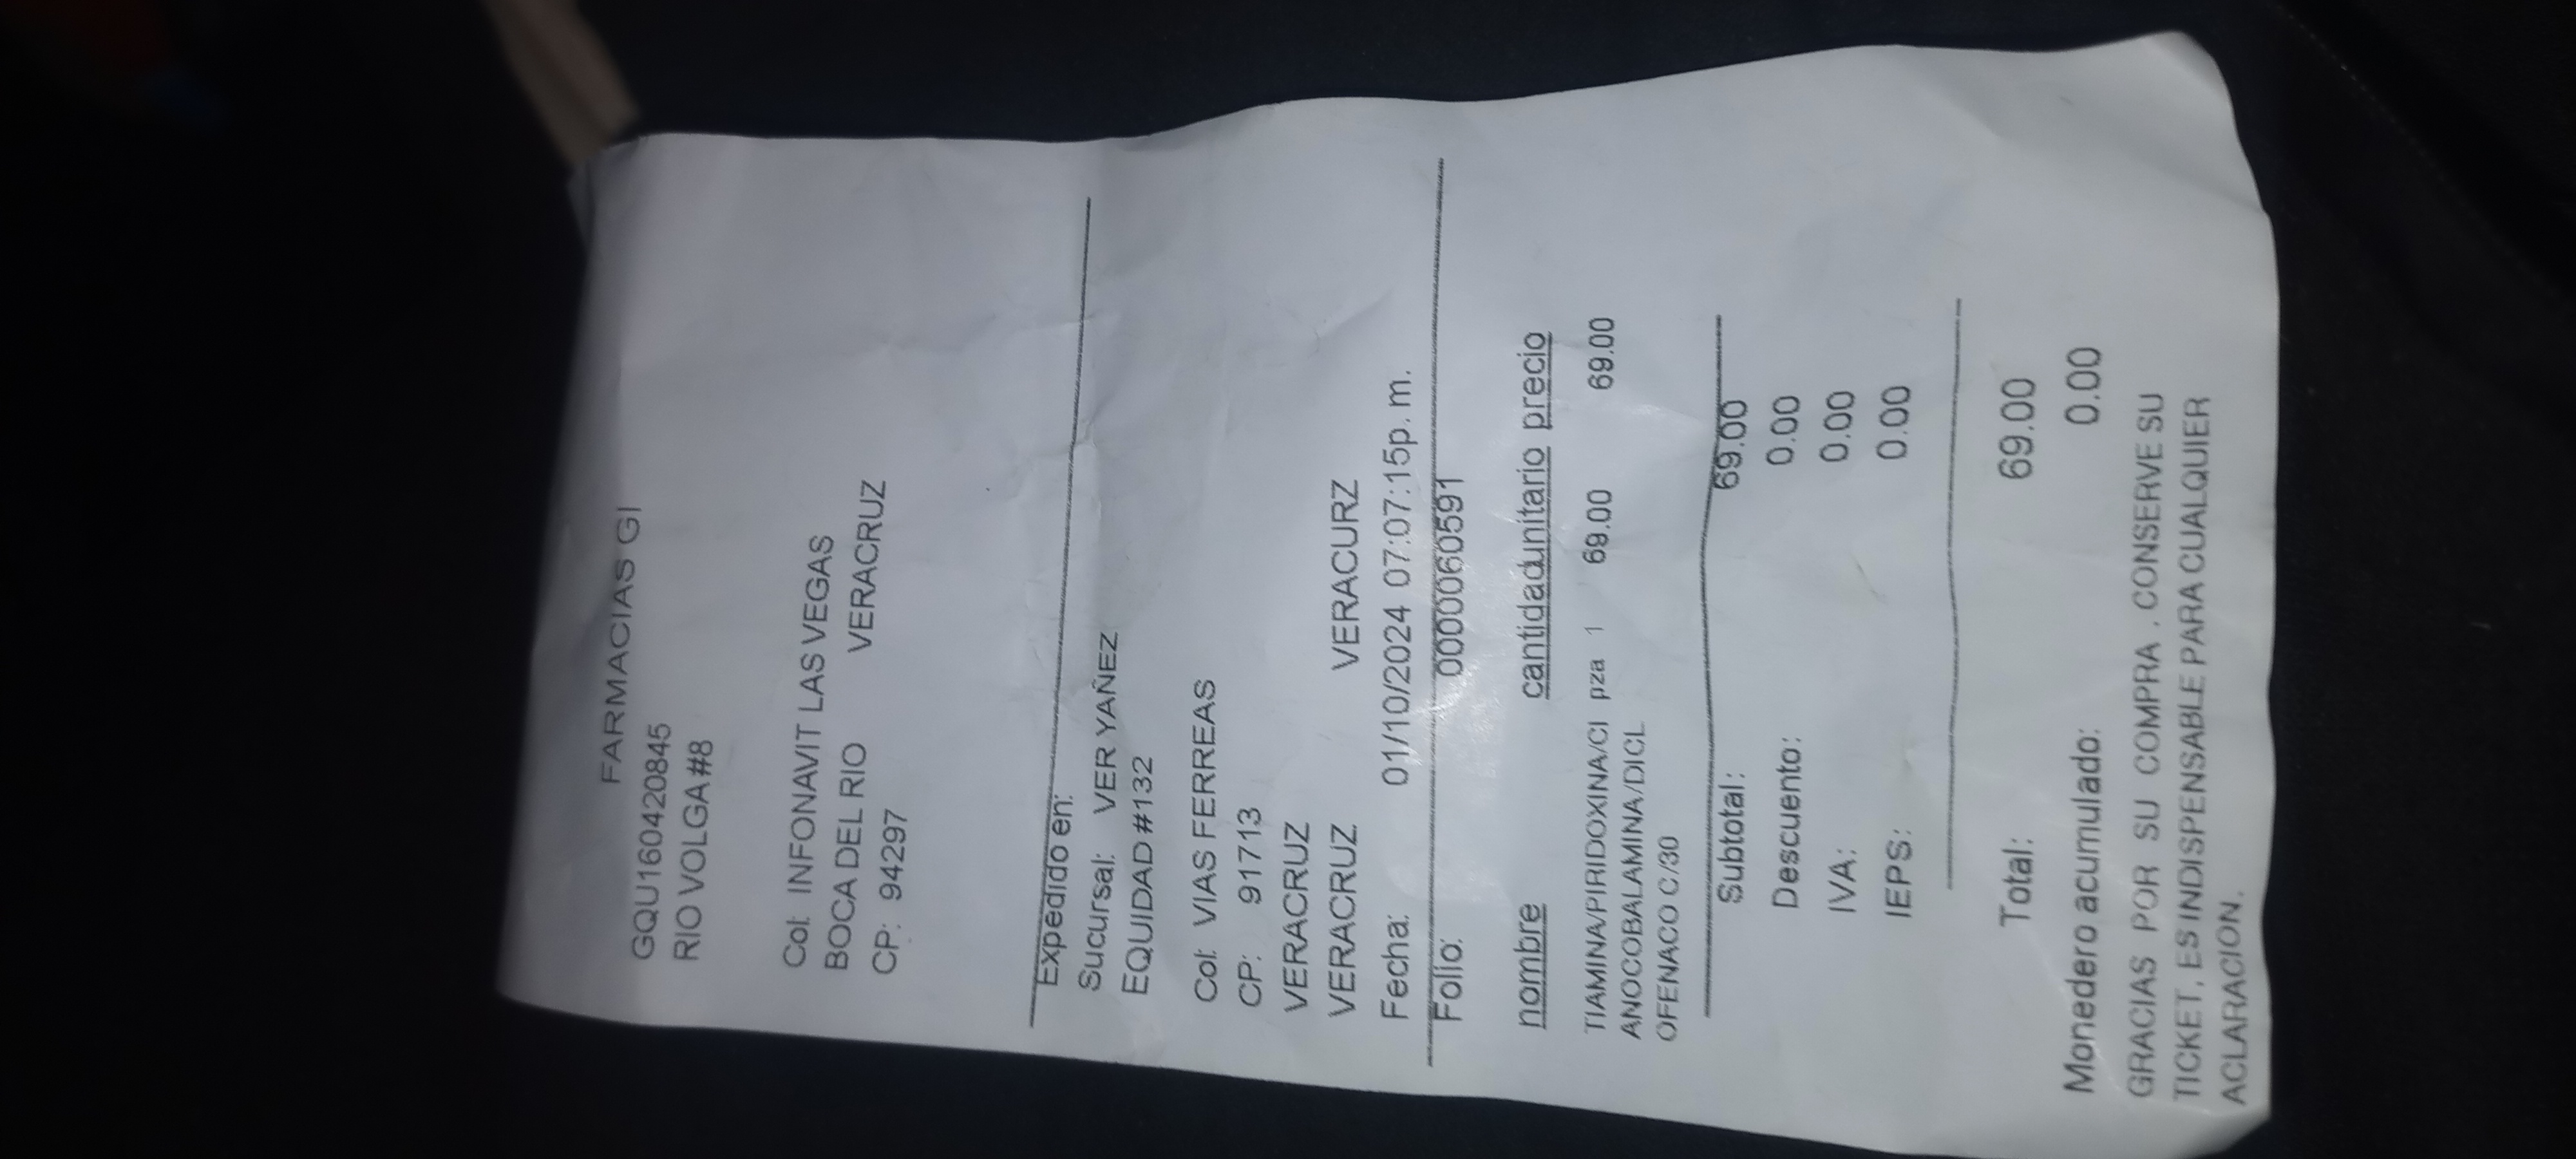 FARMACIAS GI
GQU160420845
RIO VOLGA #8
Col: INFONAVIT LAS VEGAS
BOCA DEL RIO VERACRUZ
CP: 94297
Expedido en:
Sucursal: VER YAÑEZ
EQUIDAD #132
Col: VIAS FERREAS
CP: 91713
VERACRUZ
VERACRUZ VERACURZ
Fecha: 01/10/2024 07:07:15p. m.
Folio: 0000060591
nombre cantidadunitario precio
TIAMINA/PIRIDOXINA/CI pza 1 69.00 69.00
ANOCOBALAMINA/DICL
OFENACO C/30
Subtotal: 69.00
Descuento: 0.00
IVA: 0.00
IEPS: 0.00
Total: 69.00
Monedero acumulado: 0.00
GRACIAS POR SU COMPRA . CONSERVE SU
TICKET, ES INDISPENSABLE PARA CUALQUIER
ACLARACION.